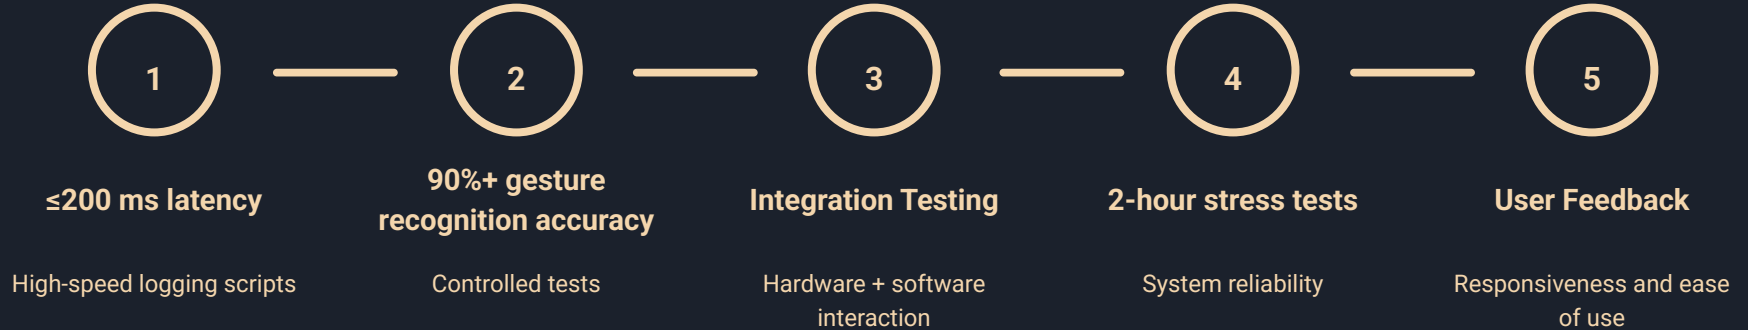 1
2
3
4
5
≤200 ms latency
90%+ gesture
recognition accuracy
Integration Testing
2-hour stress tests
User Feedback
High-speed logging scripts
Controlled tests
Hardware + software
interaction
System reliability
Responsiveness and ease
of use